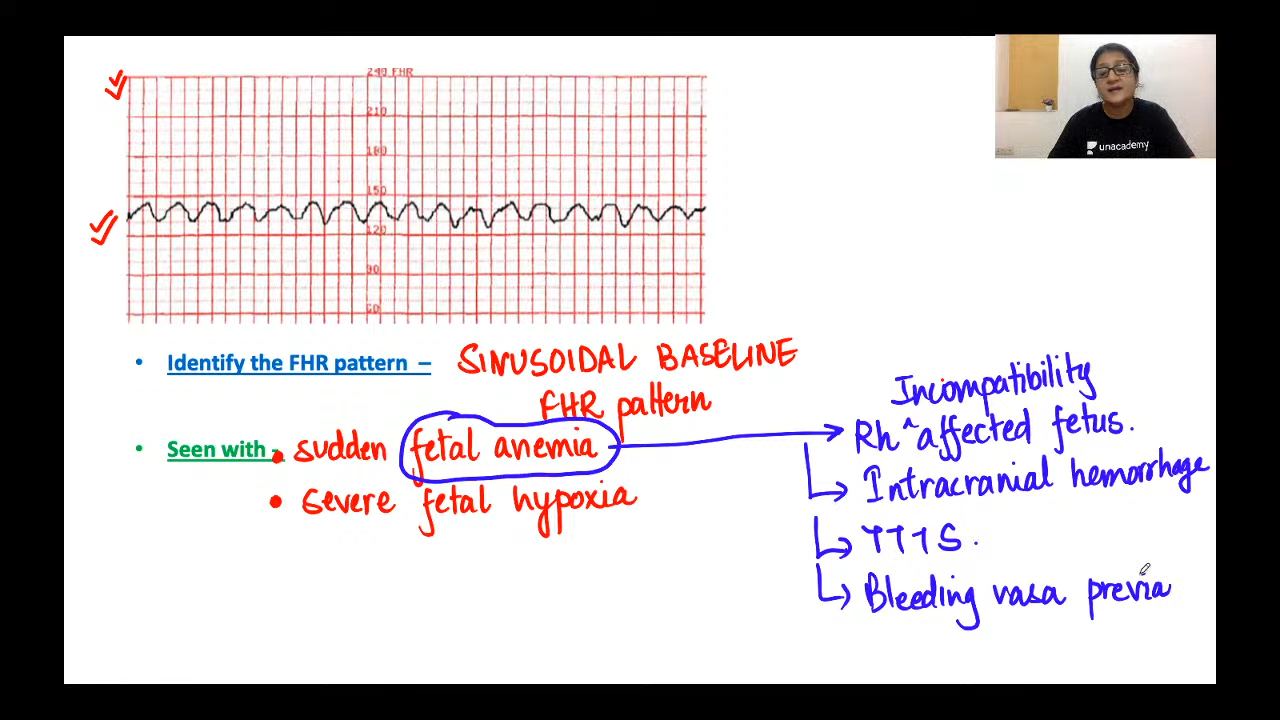 240 FHR
210
180
150
120
90
60
unacademy
• Identify the FHR pattern – SINUSOIDAL BASELINE
FHR pattern
• Seen with - • sudden fetal anemia
• severe fetal hypoxia
Incompatibility
Rh ^ affected fetus.
Intracranial hemorrhage
TTTS.
Bleeding vasa previa